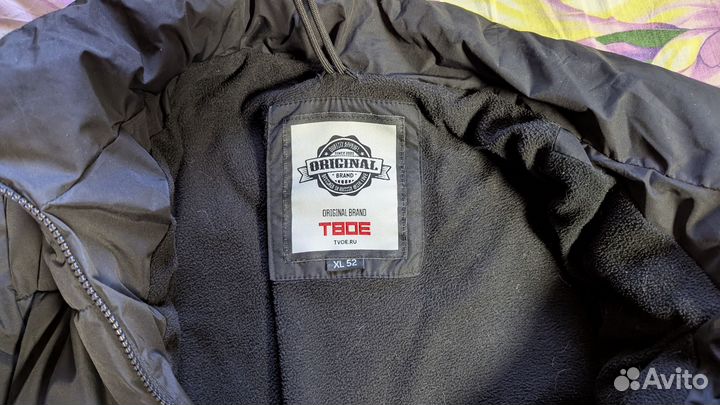 ORIGINAL
BRAND
ORIGINAL BRAND
ТВОЕ
TVOE.RU
XL 52
Avito